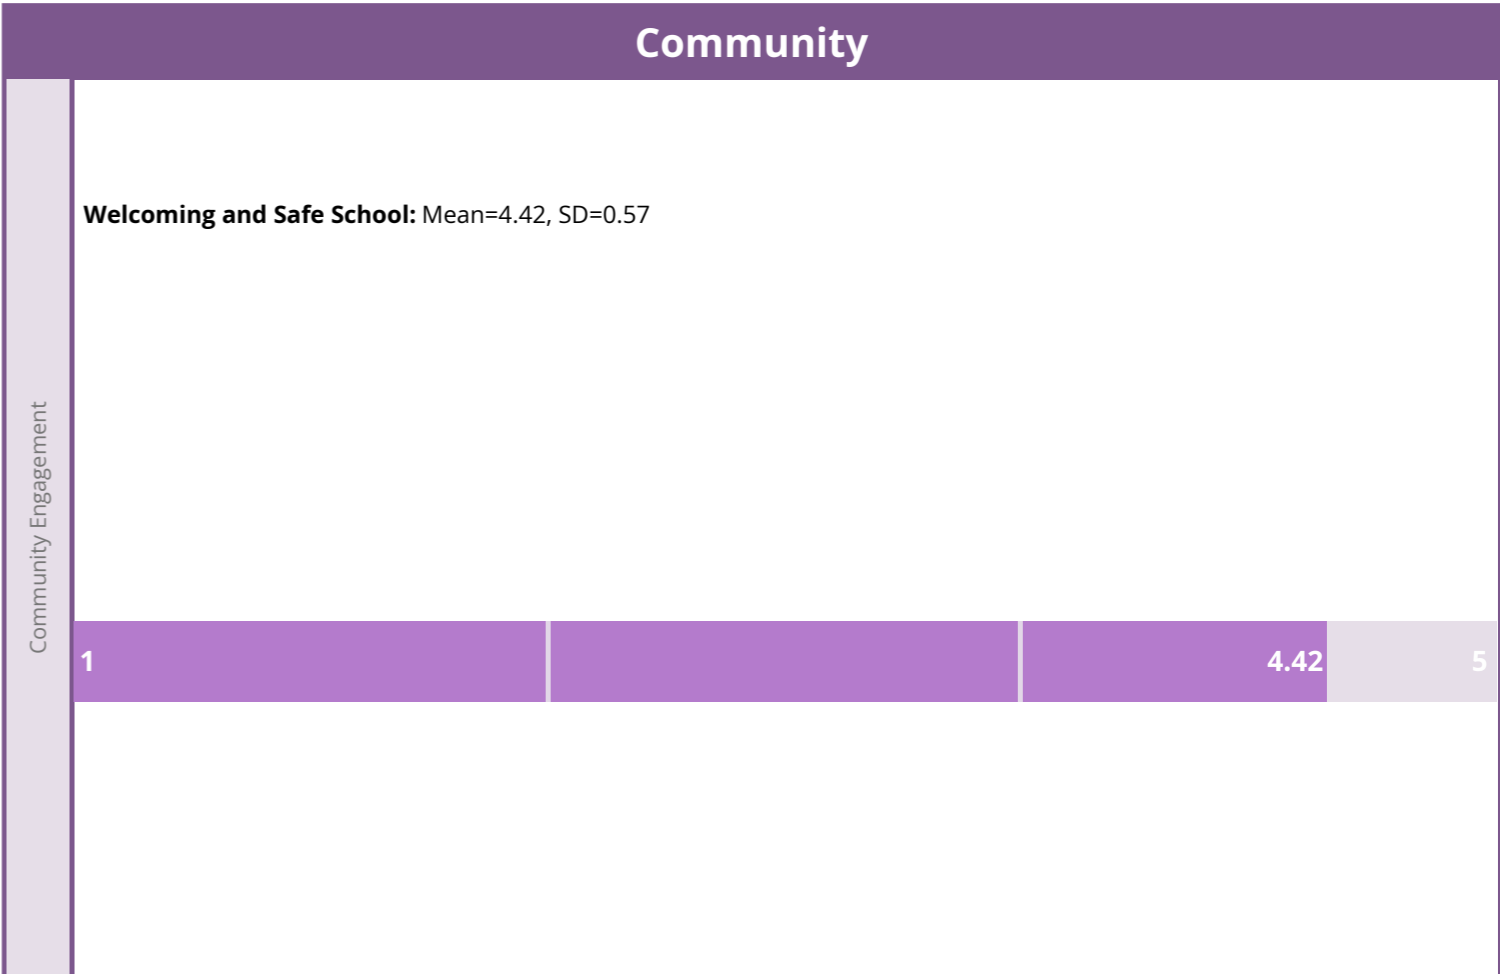 Community
Welcoming and Safe School: Mean=4.42, SD=0.57
Community Engagement
1 4.42 5